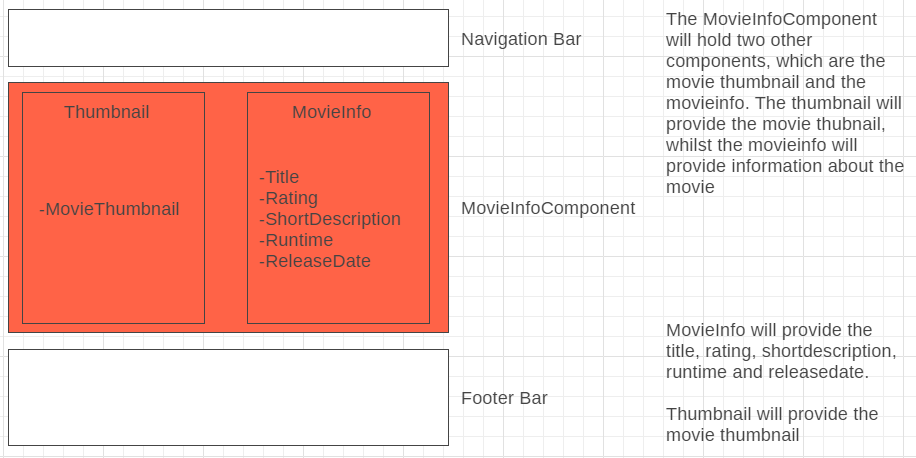 Navigation Bar
Thumbnail
-MovieThumbnail
MovieInfo
-Title
-Rating
-ShortDescription
-Runtime
-ReleaseDate
MovieInfoComponent
Footer Bar
The MovieInfoComponent
will hold two other
components, which are the
movie thumbnail and the
movieinfo. The thumbnail will
provide the movie thubnail,
whilst the movieinfo will
provide information about the
movie
MovieInfo will provide the
title, rating, shortdescription,
runtime and releasedate.
Thumbnail will provide the
movie thumbnail